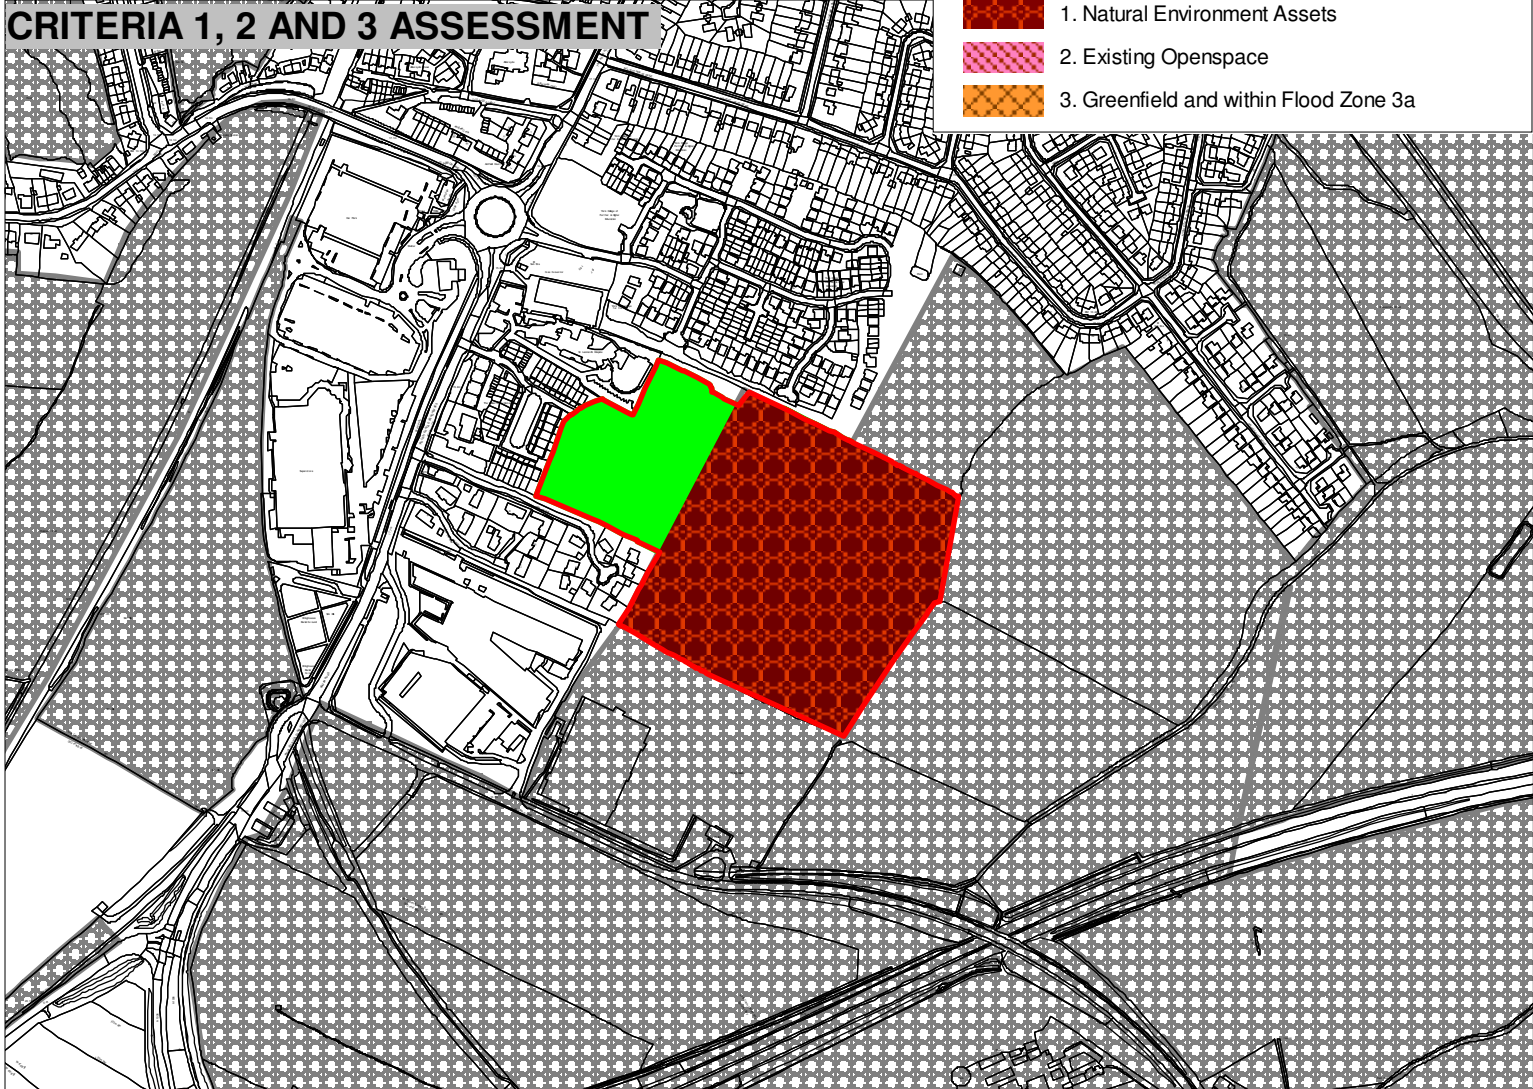 CRITERIA 1, 2 AND 3 ASSESSMENT
1. Natural Environment Assets
2. Existing Openspace
3. Greenfield and within Flood Zone 3a